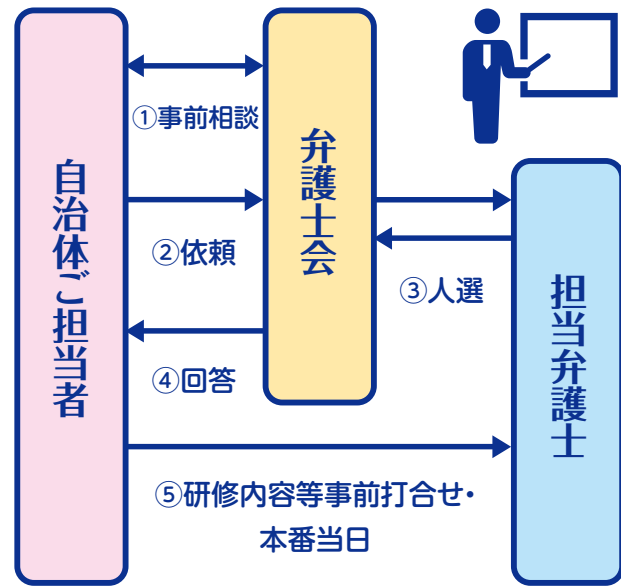 自治体ご担当者
弁護士会
担当弁護士
①事前相談
②依頼
③人選
④回答
⑤研修内容等事前打合せ・
本番当日